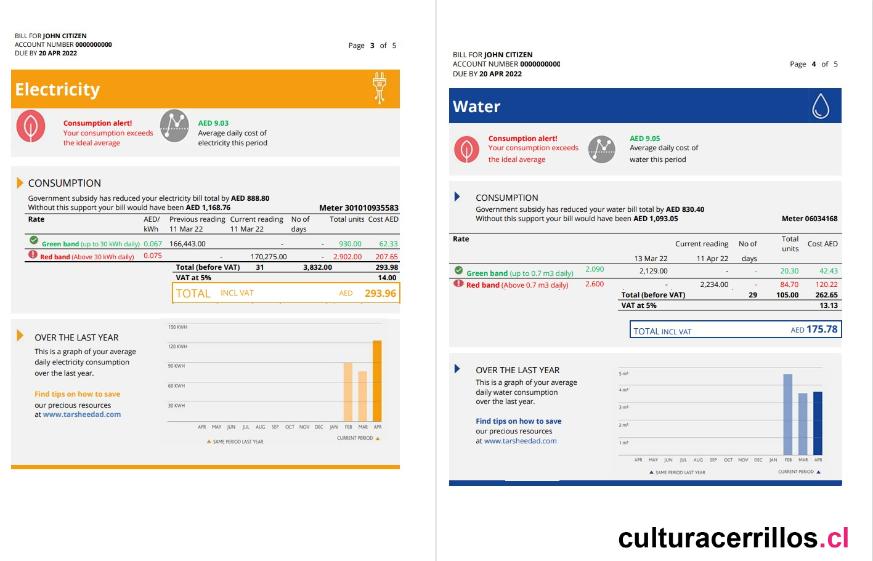 BILL FOR JOHN CITIZEN
ACCOUNT NUMBER 0000000000
DUE BY 20 APR 2022
Page 3 of 5
Electricity
Consumption alert!
Your consumption exceeds
the ideal average
AED 9.03
Average daily cost of
electricity this period
CONSUMPTION
Government subsidy has reduced your electricity bill total by AED 888.80
Without this support your bill would have been AED 1,168.76
Meter 301010935583
Rate AED/ Previous reading Current reading No of Total units Cost AED
kWh 11 Mar 22 11 Mar 22 days
Green band (up to 30 kWh daily) 0.067 166,443.00 - - 930.00 62.33
Red band (Above 30 kWh daily) 0.075 - 170,275.00 - 2,902.00 207.65
Total (before VAT) 31 3,832.00 293.98
VAT at 5% 14.00
TOTAL INCL VAT AED 293.96
OVER THE LAST YEAR
This is a graph of your average
daily electricity consumption
over the last year.
Find tips on how to save
our precious resources
at www.tarsheedad.com
150 KWH
120 KWH
90 KWH
60 KWH
30 KWH
APR MAY JUN JUL AUG SEP OCT NOV DEC JAN FEB MAR APR
▲ SAME PERIOD LAST YEAR
CURRENT PERIOD ▲
BILL FOR JOHN CITIZEN
ACCOUNT NUMBER 0000000000
DUE BY 20 APR 2022
Page 4 of 5
Water
Consumption alert!
Your consumption exceeds
the ideal average
AED 9.05
Average daily cost of
water this period
CONSUMPTION
Government subsidy has reduced your water bill total by AED 830.40
Without this support your bill would have been AED 1,093.05
Meter 06034168
Rate Current reading No of Total units Cost AED
13 Mar 22 11 Apr 22 days
Green band (up to 0.7 m3 daily) 2.090 2,129.00 - - 20.30 42.43
Red band (Above 0.7 m3 daily) 2.600 - 2,234.00 - 84.70 120.22
Total (before VAT) 29 105.00 262.65
VAT at 5% 13.13
TOTAL INCL VAT AED 175.78
OVER THE LAST YEAR
This is a graph of your average
daily water consumption
over the last year.
Find tips on how to save
our precious resources
at www.tarsheedad.com
5 m³
4 m³
3 m³
2 m³
1 m³
APR MAY JUN JUL AUG SEP OCT NOV DEC JAN FEB MAR APR
▲ SAME PERIOD LAST YEAR
CURRENT PERIOD ▲
culturacerrillos.cl